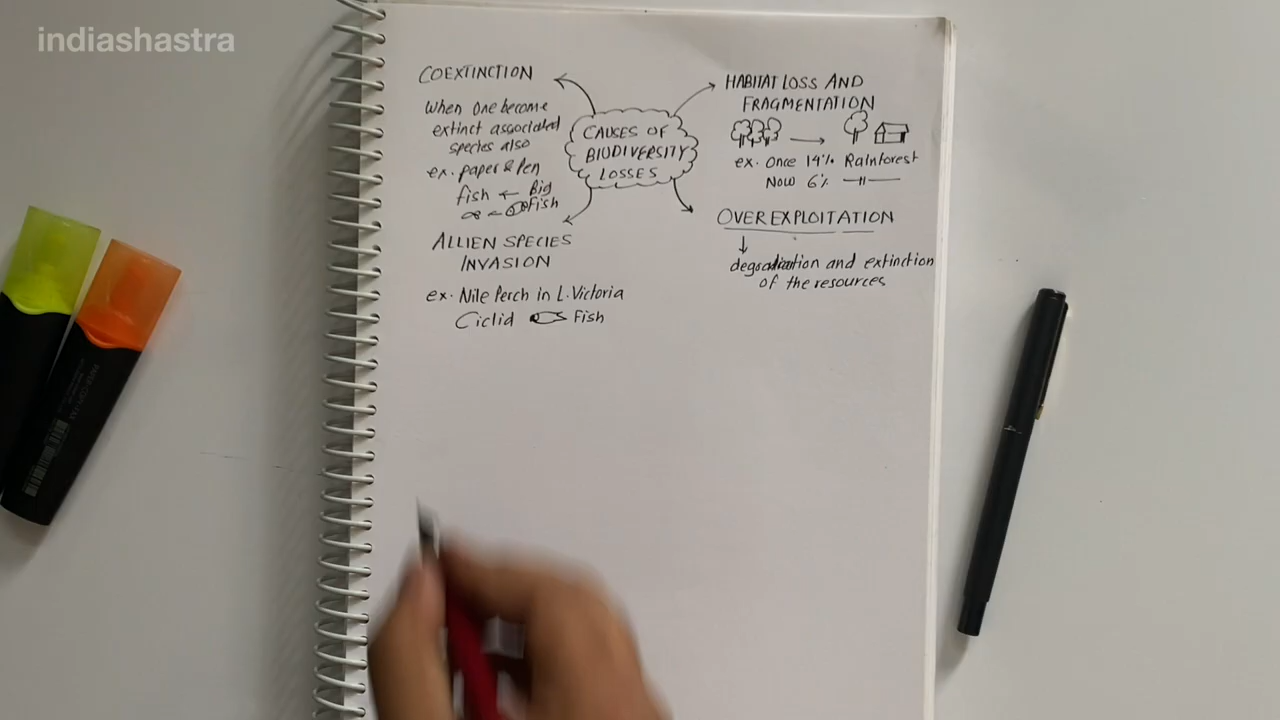 indiashastra
COEXTINCTION
When one become
extinct associated
species also
ex. paper & Pen
fish ← Big
Fish
CAUSES OF
BIUDIVERSITY
LOSSES
HABITAT LOSS AND
FRAGMENTATION
ex. Once 14% Rainforest
Now 6% —〃—
OVEREXPLOITATION
degradation and extinction
of the resources
ALLIEN SPECIES
INVASION
ex. Nile Perch in L. Victoria
Ciclid Fish